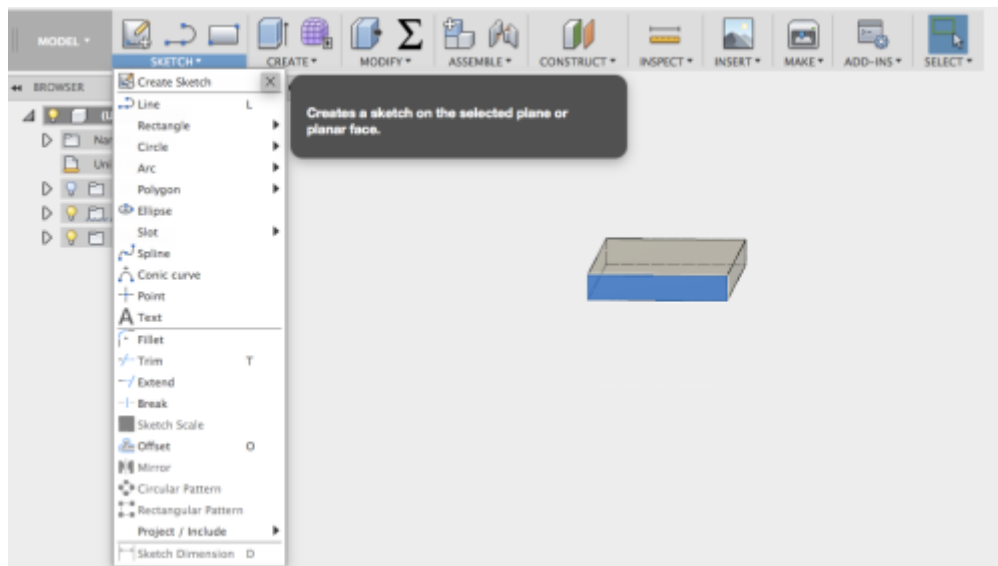 MODEL
SKETCH
CREATE
MODIFY
ASSEMBLE
CONSTRUCT
INSPECT
INSERT
MAKE
ADD-INS
SELECT
BROWSER
Create Sketch
Line L
Rectangle
Circle
Arc
Polygon
Ellipse
Slot
Spline
Conic curve
Point
Text
Fillet
Trim T
Extend
Break
Sketch Scale
Offset O
Mirror
Circular Pattern
Rectangular Pattern
Project / Include
Sketch Dimension D
Creates a sketch on the selected plane or
planar face.